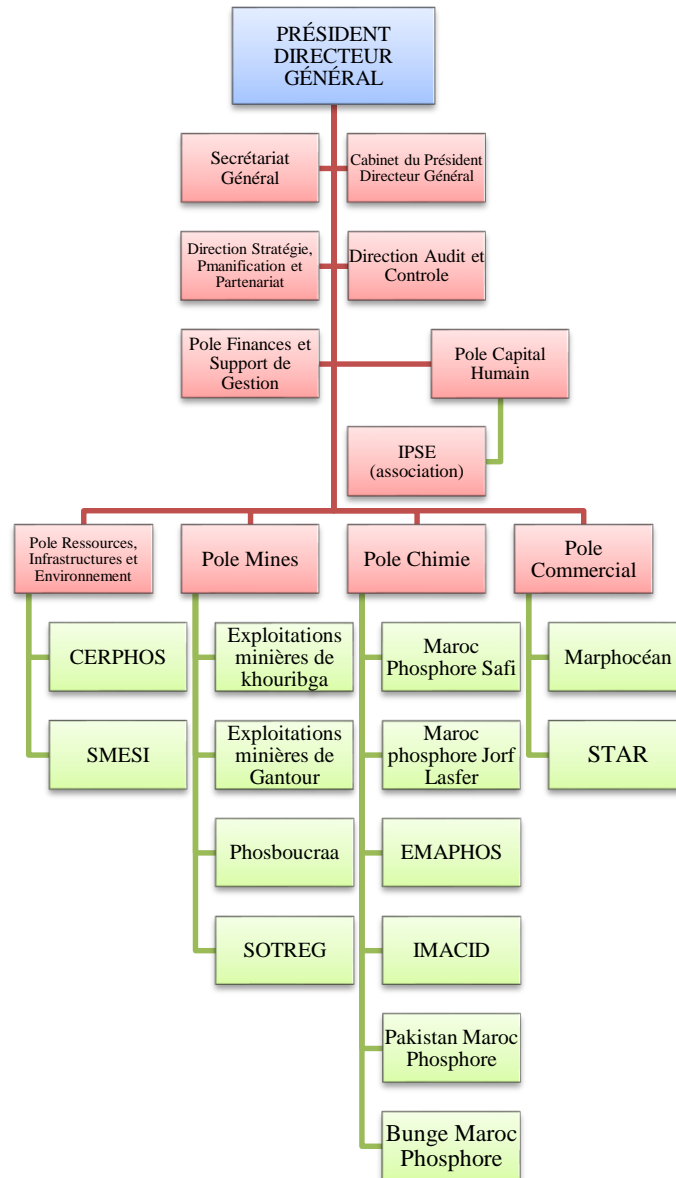 PRÉSIDENT
DIRECTEUR
GÉNÉRAL
Secrétariat
Général
Cabinet du Président
Directeur Général
Direction Stratégie,
Pmanification et
Partenariat
Direction Audit et
Controle
Pole Finances et
Support de
Gestion
Pole Capital
Humain
IPSE
(association)
Pole Ressources,
Infrastructures et
Environnement
Pole Mines
Pole Chimie
Pole
Commercial
CERPHOS
SMESI
Exploitations
minières de
khouribga
Exploitations
minières de
Gantour
Phosboucraa
SOTREG
Maroc
Phosphore Safi
Maroc
phosphore Jorf
Lasfer
EMAPHOS
IMACID
Pakistan Maroc
Phosphore
Bunge Maroc
Phosphore
Marphocéan
STAR